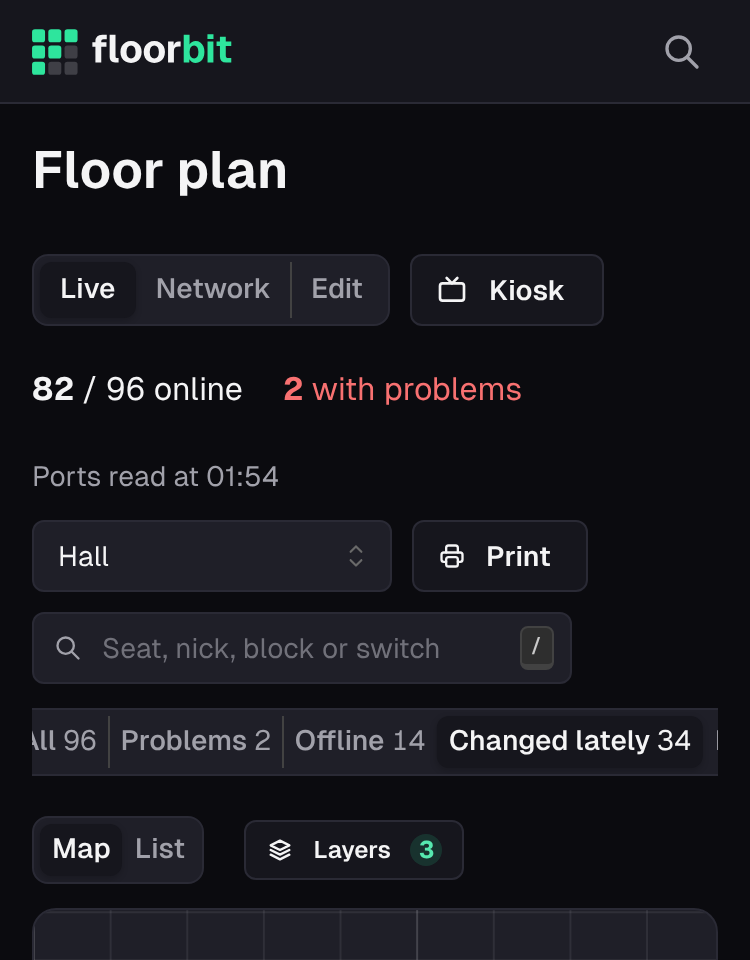 floorbit
Floor plan
Live Network Edit Kiosk
82 / 96 online 2 with problems
Ports read at 01:54
Hall Print
Seat, nick, block or switch /
All 96 Problems 2 Offline 14 Changed lately 34
Map List Layers 3